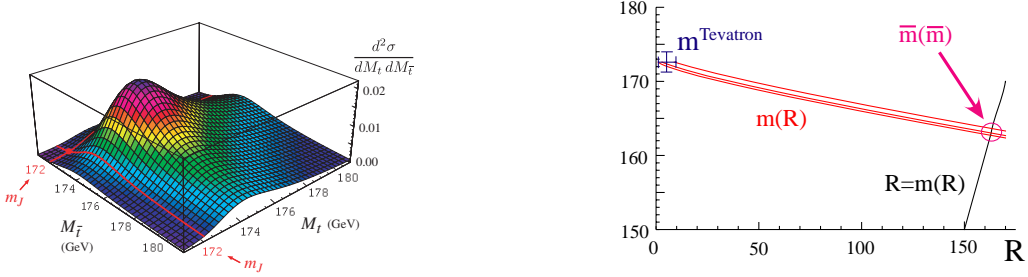 d²σ
dM_t dM_t̄
0.02
0.01
0.00
180
178
176
174
172
M_t (GeV)
m_J
172
174
176
178
180
M_t̄
(GeV)
m_J
180
170
160
150
m^Tevatron
m̄(m̄)
m(R)
R=m(R)
0
50
100
150
R